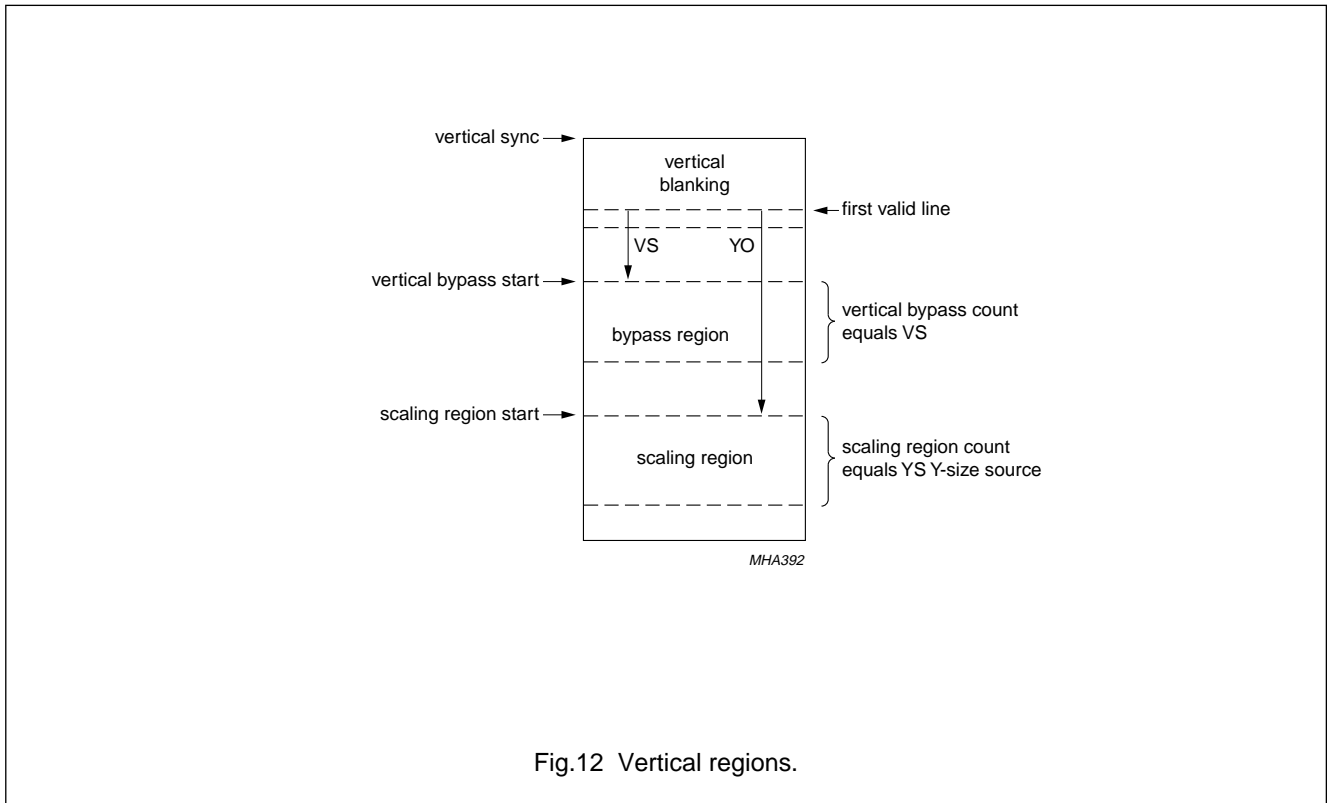 vertical sync
vertical
blanking
first valid line
VS
YO
vertical bypass start
vertical bypass count
equals VS
bypass region
scaling region start
scaling region count
equals YS Y-size source
scaling region
MHA392
Fig.12 Vertical regions.